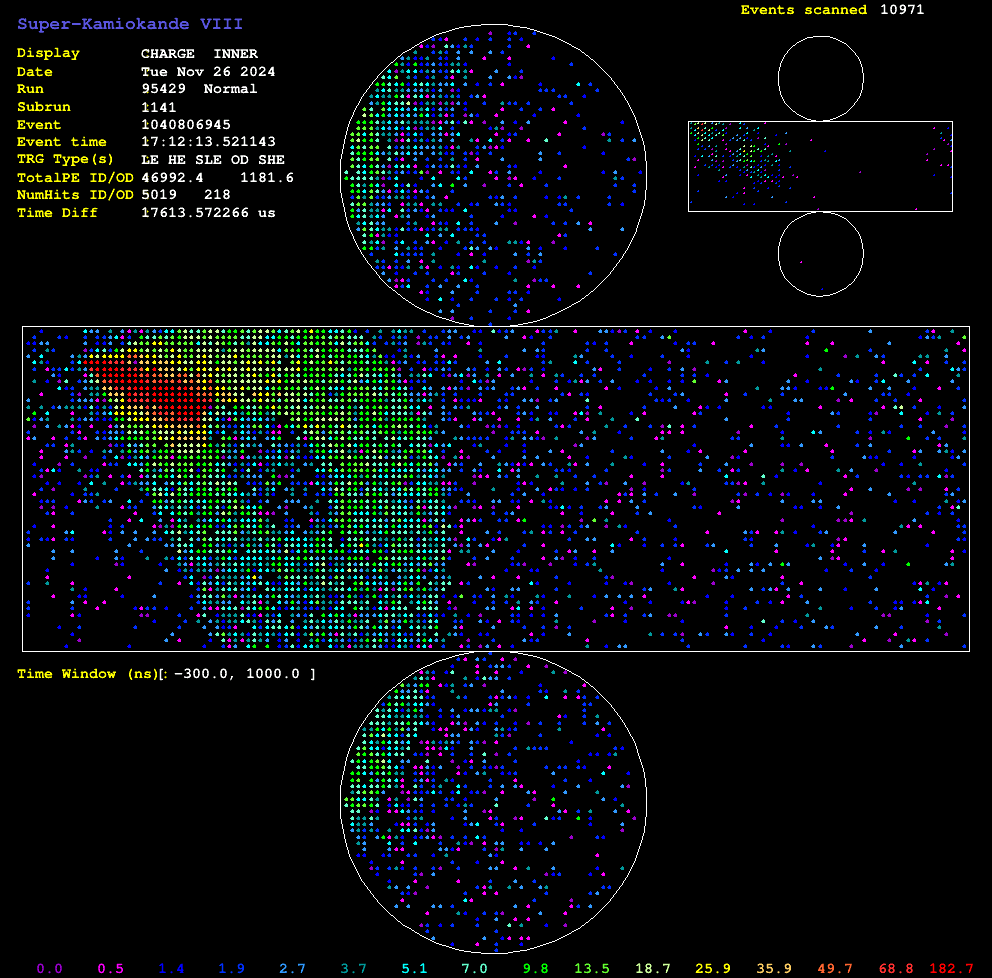 Super-Kamiokande VIII
Events scanned 10971
Display CHARGE INNER
Date Tue Nov 26 2024
Run 95429 Normal
Subrun 1141
Event 1040806945
Event time 17:12:13.521143
TRG Type(s) LE HE SLE OD SHE
TotalPE ID/OD 46992.4 1181.6
NumHits ID/OD 5019 218
Time Diff 17613.572266 us
Time Window (ns)[: −300.0, 1000.0 ]
0.0 0.5 1.4 1.9 2.7 3.7 5.1 7.0 9.8 13.5 18.7 25.9 35.9 49.7 68.8 182.7